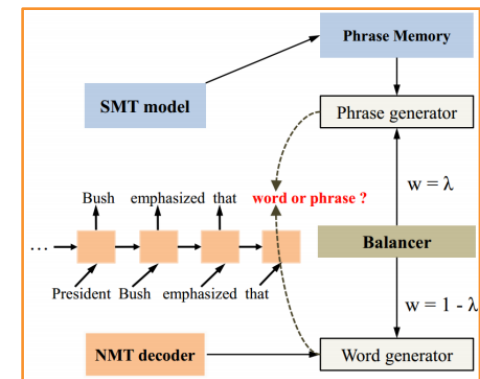 Phrase Memory
SMT model
Phrase generator
Bush emphasized that word or phrase ?
w = λ
...
Balancer
President Bush emphasized that
w = 1 - λ
NMT decoder
Word generator